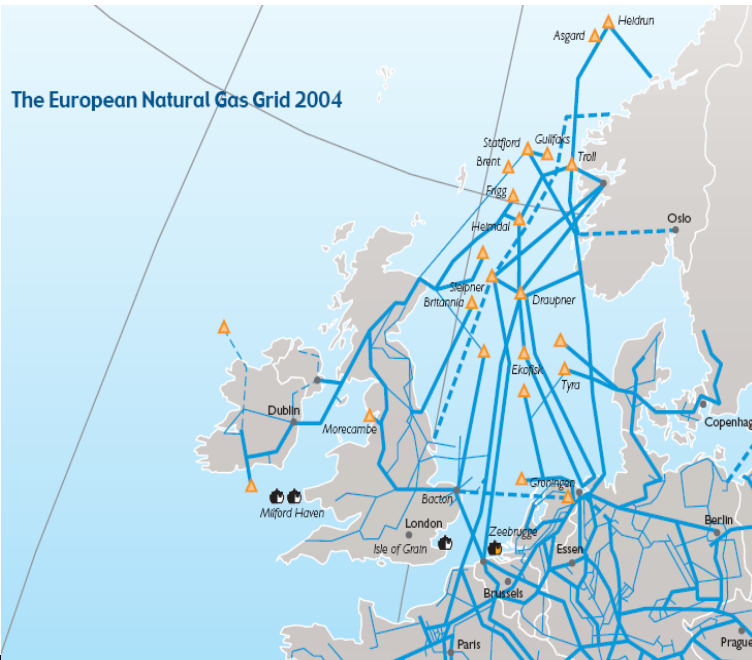 The European Natural Gas Grid 2004
Heidrun
Asgard
Statfjord
Gullfaks
Brent
Troll
Frigg
Heimdal
Oslo
Sleipner
Britannia
Draupner
Ekofisk
Tyra
Dublin
Morecambe
Copenhag
Groningen
Bacton
Milford Haven
London
Isle of Grain
Zeebrugge
Essen
Berlin
Brussels
Paris
Prague